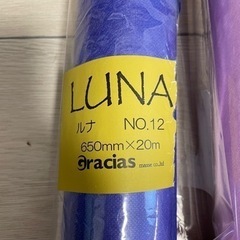 LUNA
ルナ NO.12
650mm×20m
Gracias